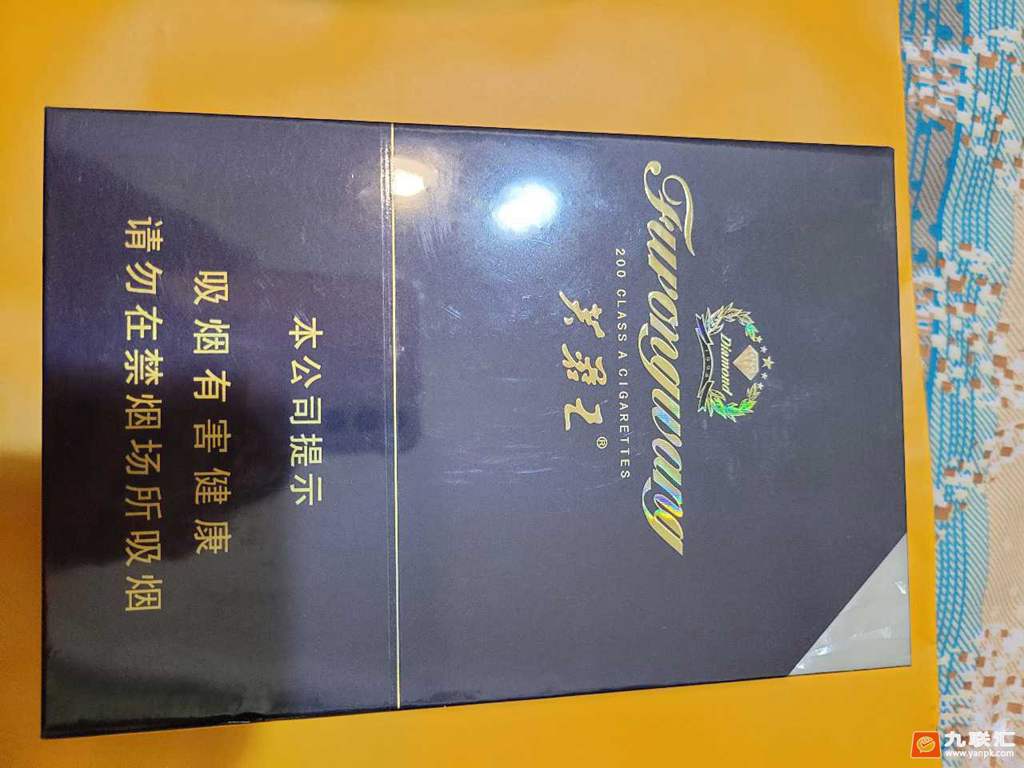 Diamond
Furongwang
200 CLASS A CIGARETTES
芙蓉王®
本公司提示
吸烟有害健康
请勿在禁烟场所吸烟
九联汇
www.yanpk.com